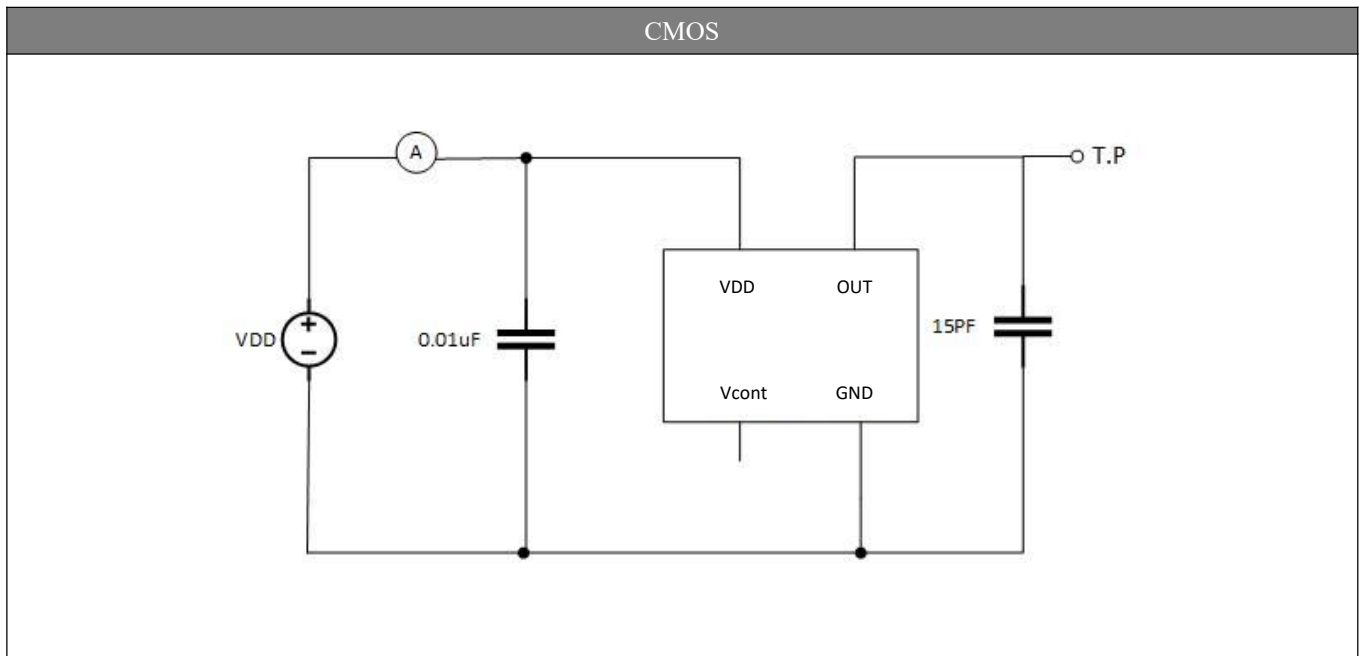 CMOS
A
T.P
VDD OUT
VDD
0.01uF
15PF
Vcont GND